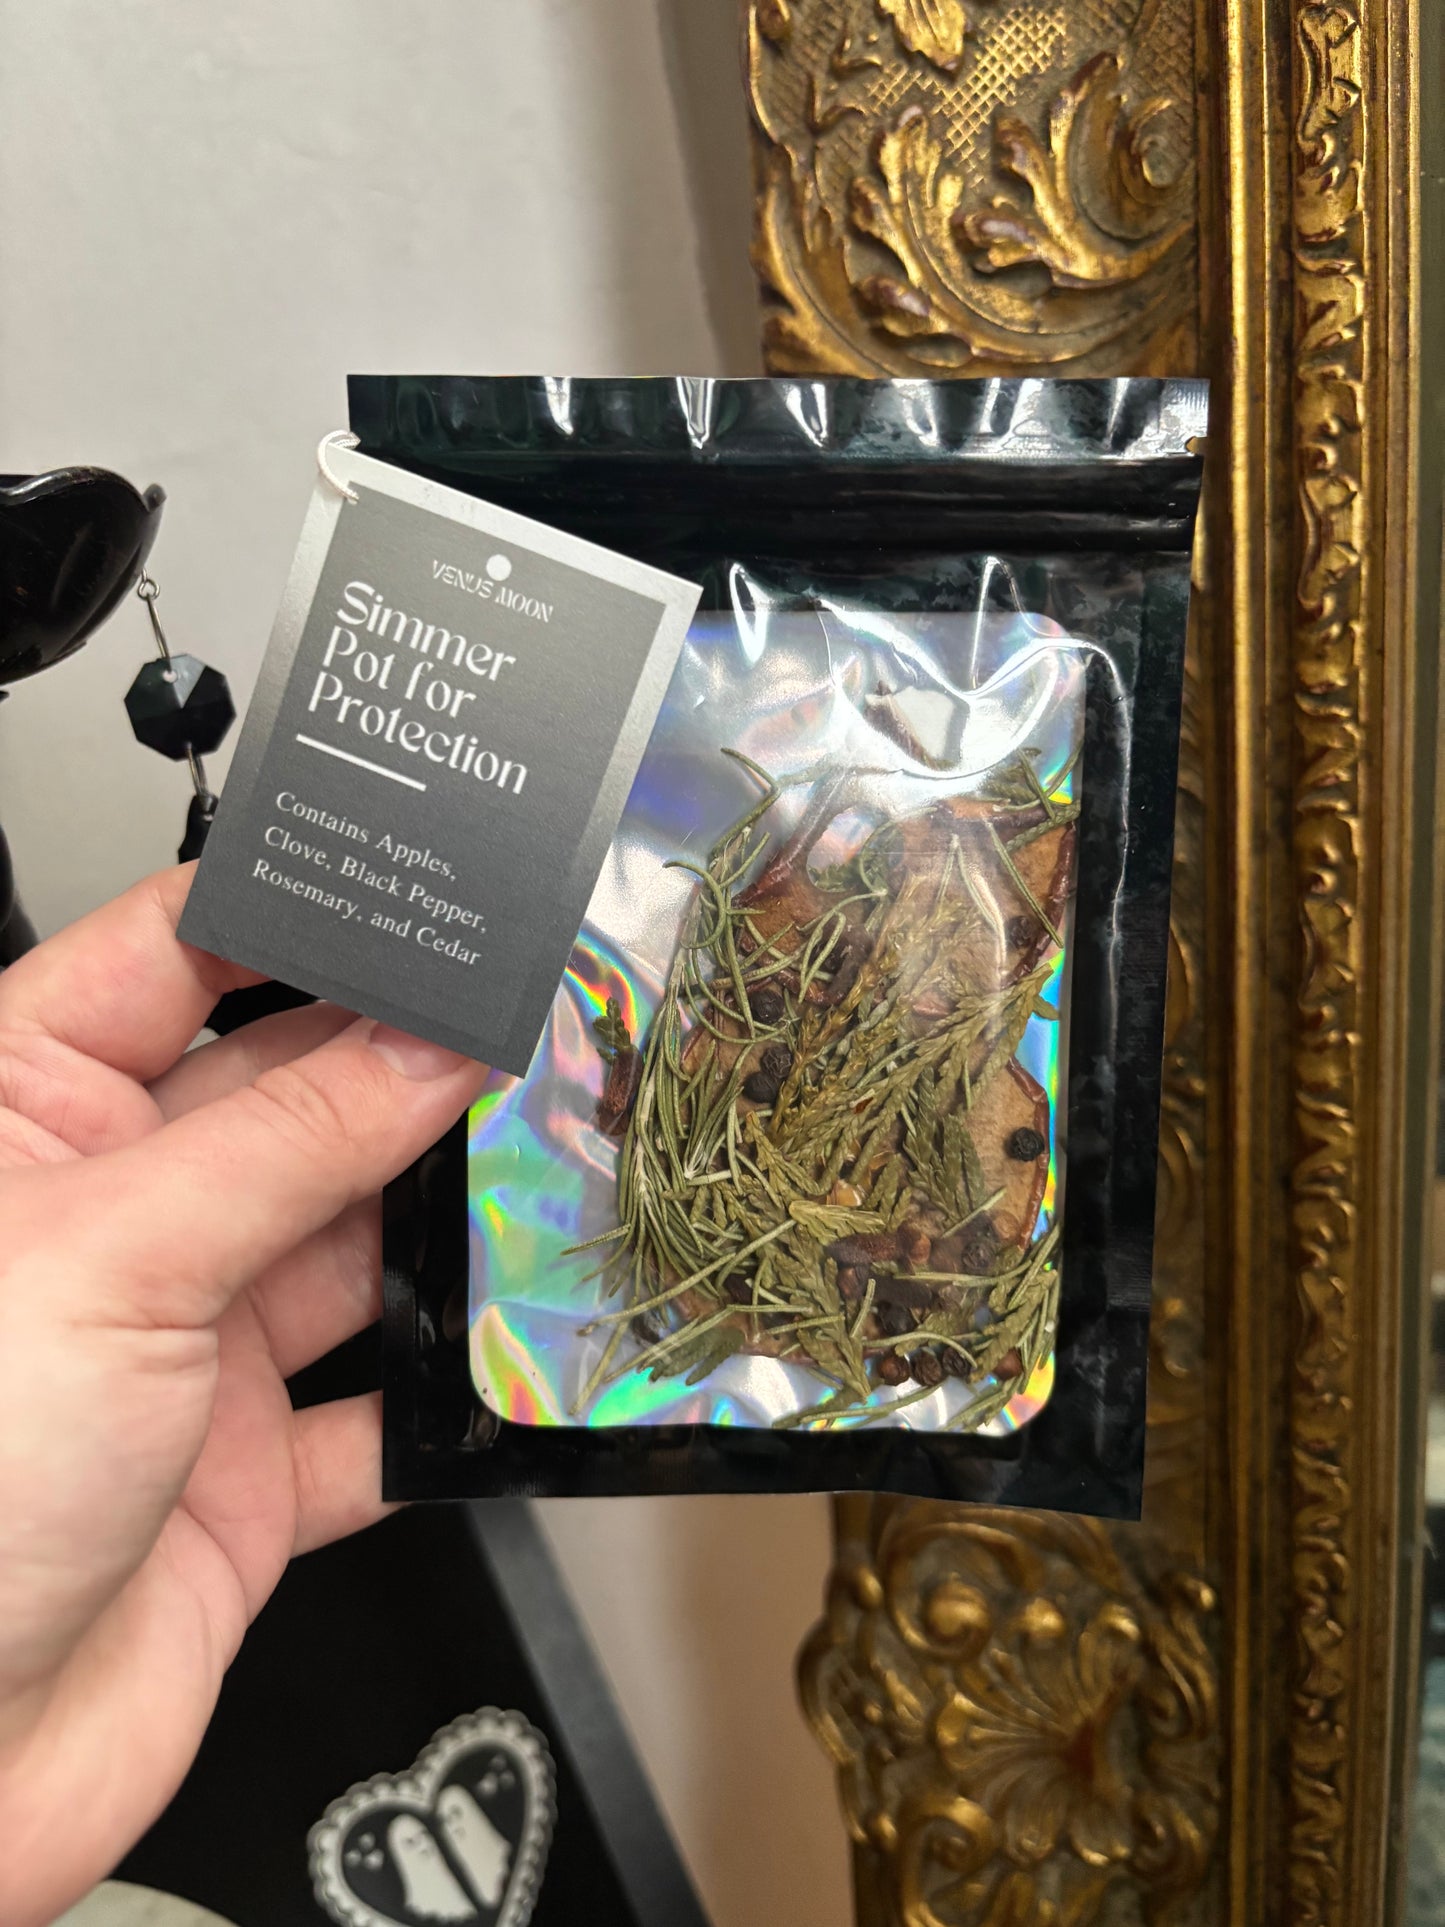 VENUS MOON
Simmer
Pot for
Protection
Contains Apples,
Clove, Black Pepper,
Rosemary, and Cedar